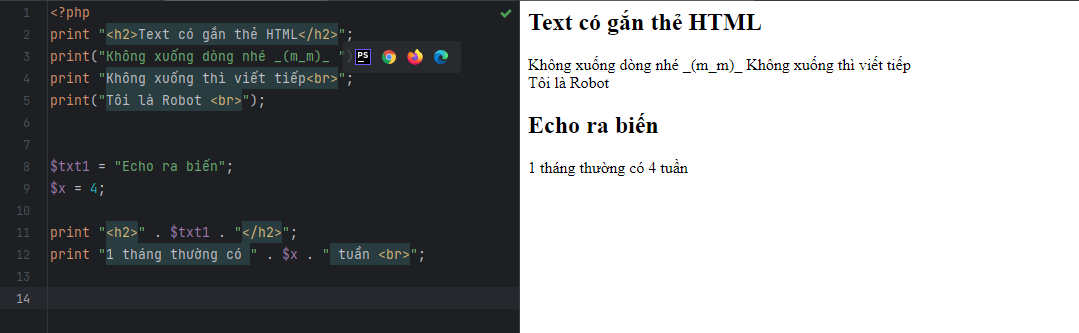 1 <?php
2 print "<h2>Text có gắn thẻ HTML</h2>";
3 print("Không xuống dòng nhé _(m_m)_ ") PS
4 print "Không xuống thì viết tiếp<br>";
5 print("Tôi là Robot <br>");
6
7
8 $txt1 = "Echo ra biến";
9 $x = 4;
10
11 print "<h2>" . $txt1 . "</h2>";
12 print "1 tháng thường có " . $x . " tuần <br>";
13
14
Text có gắn thẻ HTML
Không xuống dòng nhé _(m_m)_ Không xuống thì viết tiếp
Tôi là Robot
Echo ra biến
1 tháng thường có 4 tuần